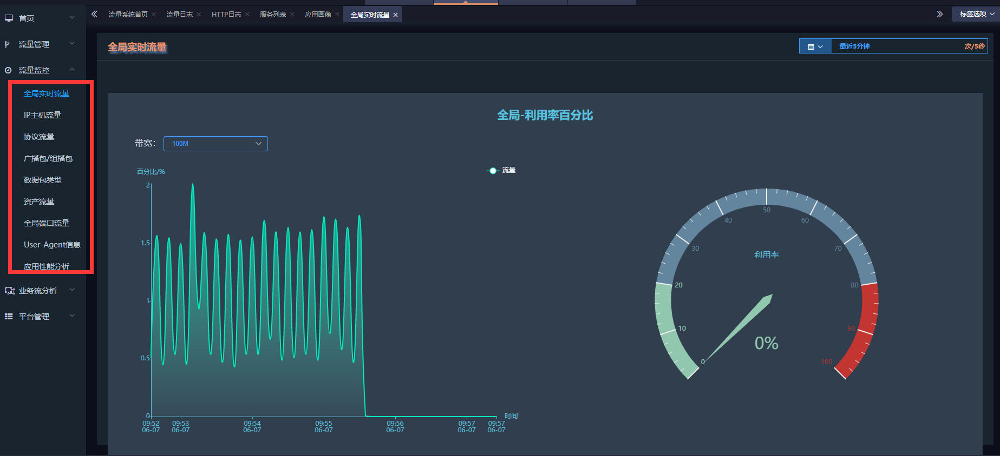 首页
流量管理
流量监控
全局实时流量
IP主机流量
协议流量
广播包/组播包
数据包类型
资产流量
全局端口流量
User-Agent信息
应用性能分析
业务流分析
平台管理
流量系统首页
流量日志
HTTP日志
服务列表
应用画像
全局实时流量
标签选项
全局实时流量
最近5分钟
次/5秒
全局-利用率百分比
带宽:
100M
百分比/%
流量
2
1.5
1
0.5
0
09:52
06-07
09:53
06-07
09:54
06-07
09:55
06-07
09:56
06-07
09:57
06-07
09:57
06-07
时间
0
10
20
30
40
50
60
70
80
90
100
利用率
0%